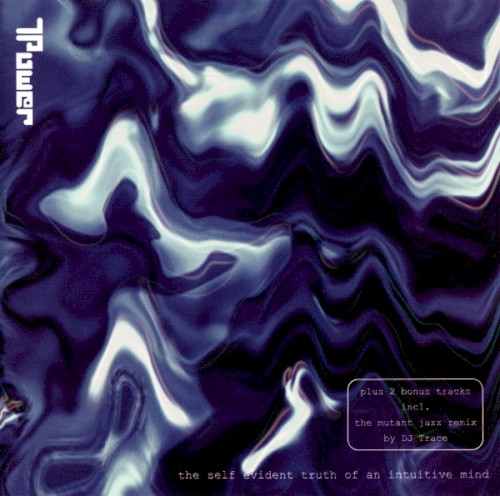 TPower
plus 2 bonus tracks
incl.
the mutant jazz remix
by DJ Trace
the self evident truth of an intuitive mind